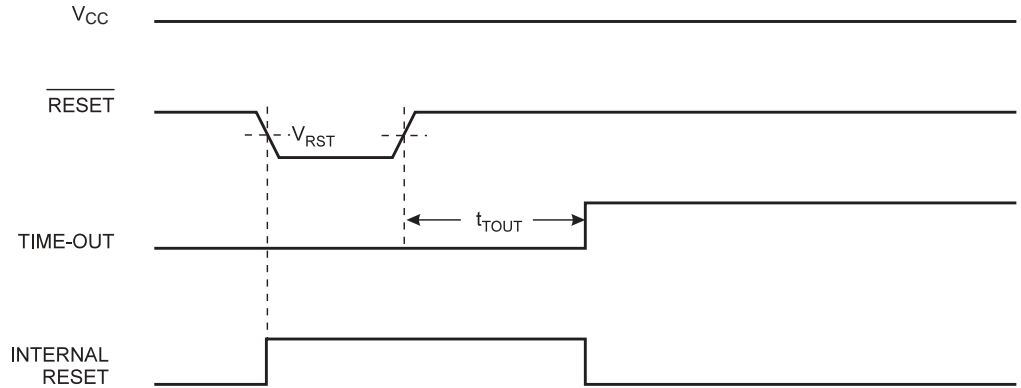 VCC
RESET
VRST
tTOUT
TIME-OUT
INTERNAL
RESET